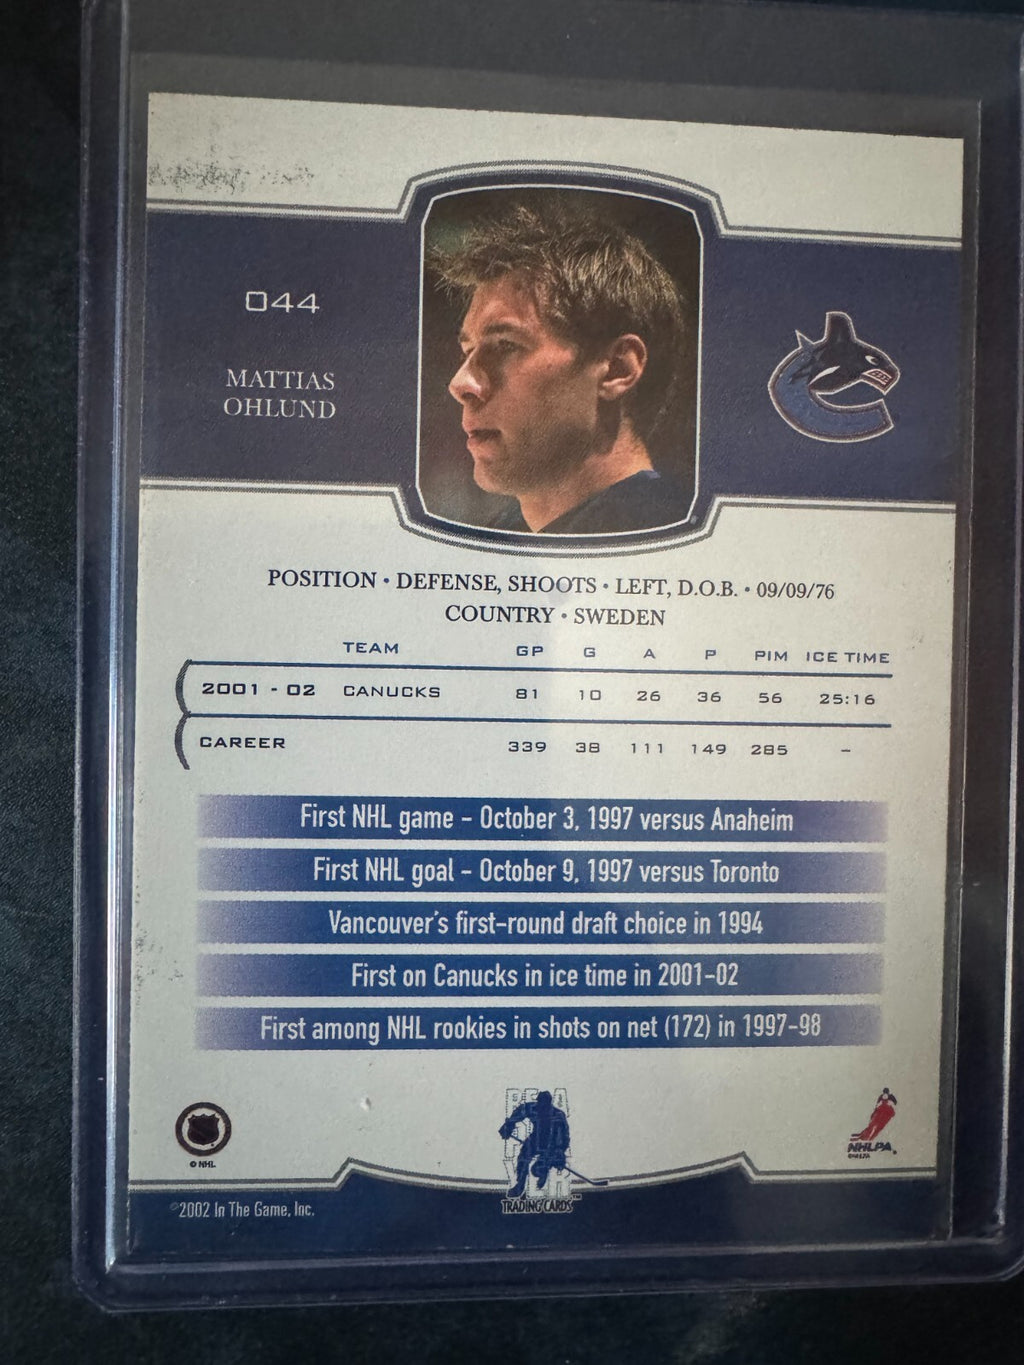 044
MATTIAS
OHLUND
POSITION • DEFENSE, SHOOTS • LEFT, D.O.B. • 09/09/76
COUNTRY • SWEDEN
TEAM GP G A P PIM ICE TIME
2001 - 02 CANUCKS 81 10 26 36 56 25:16
CAREER 339 38 111 149 285 -
First NHL game – October 3, 1997 versus Anaheim
First NHL goal – October 9, 1997 versus Toronto
Vancouver's first-round draft choice in 1994
First on Canucks in ice time in 2001-02
First among NHL rookies in shots on net (172) in 1997-98
© NHL
TRADING CARDS™
NHLPA.
©2002 In The Game, Inc.